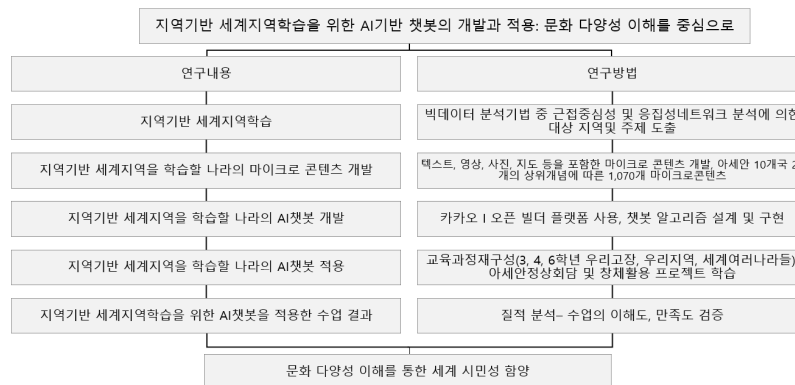 지역기반 세계지역학습을 위한 AI기반 챗봇의 개발과 적용: 문화 다양성 이해를 중심으로
연구내용
연구방법
지역기반 세계지역학습
빅데이터 분석기법 중 근접중심성 및 응집성네트워크 분석에 의한
대상 지역및 주제 도출
지역기반 세계지역을 학습할 나라의 마이크로 콘텐츠 개발
텍스트, 영상, 사진, 지도 등을 포함한 마이크로 콘텐츠 개발, 아세안 10개국
개의 상위개념에 따른 1,070개 마이크로콘텐츠
지역기반 세계지역을 학습할 나라의 AI챗봇 개발
카카오 I 오픈 빌더 플랫폼 사용, 챗봇 알고리즘 설계 및 구현
지역기반 세계지역을 학습할 나라의 AI챗봇 적용
교육과정재구성(3, 4, 6학년 우리고장, 우리지역, 세계여러나라들)
아세안정상회담 및 창체활용 프로젝트 학습
지역기반 세계지역학습을 위한 AI챗봇을 적용한 수업 결과
질적 분석– 수업의 이해도, 만족도 검증
문화 다양성 이해를 통한 세계 시민성 함양